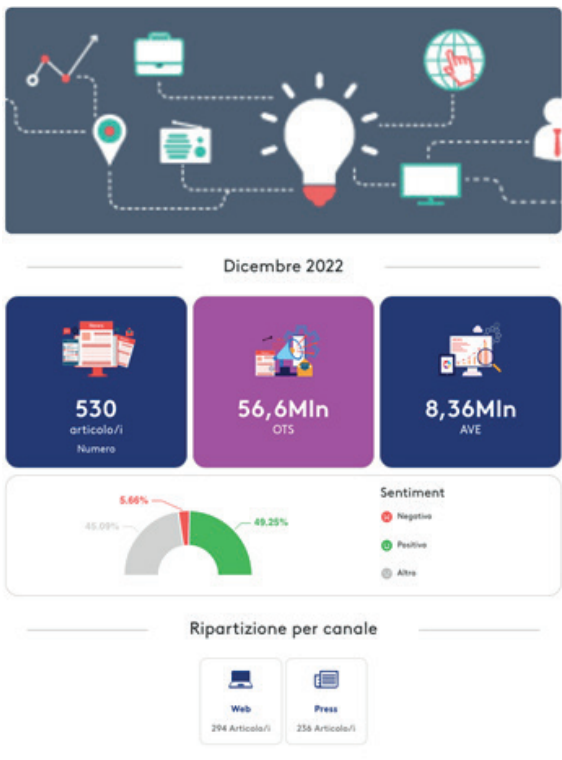 Dicembre 2022
News
530
articolo/i
Numero
56,6Mln
OTS
8,36Mln
AVE
5.66%
45.09%
49.25%
Sentiment
Negativo
Positivo
Altro
Ripartizione per canale
Web
294 Articolo/i
Press
236 Articolo/i